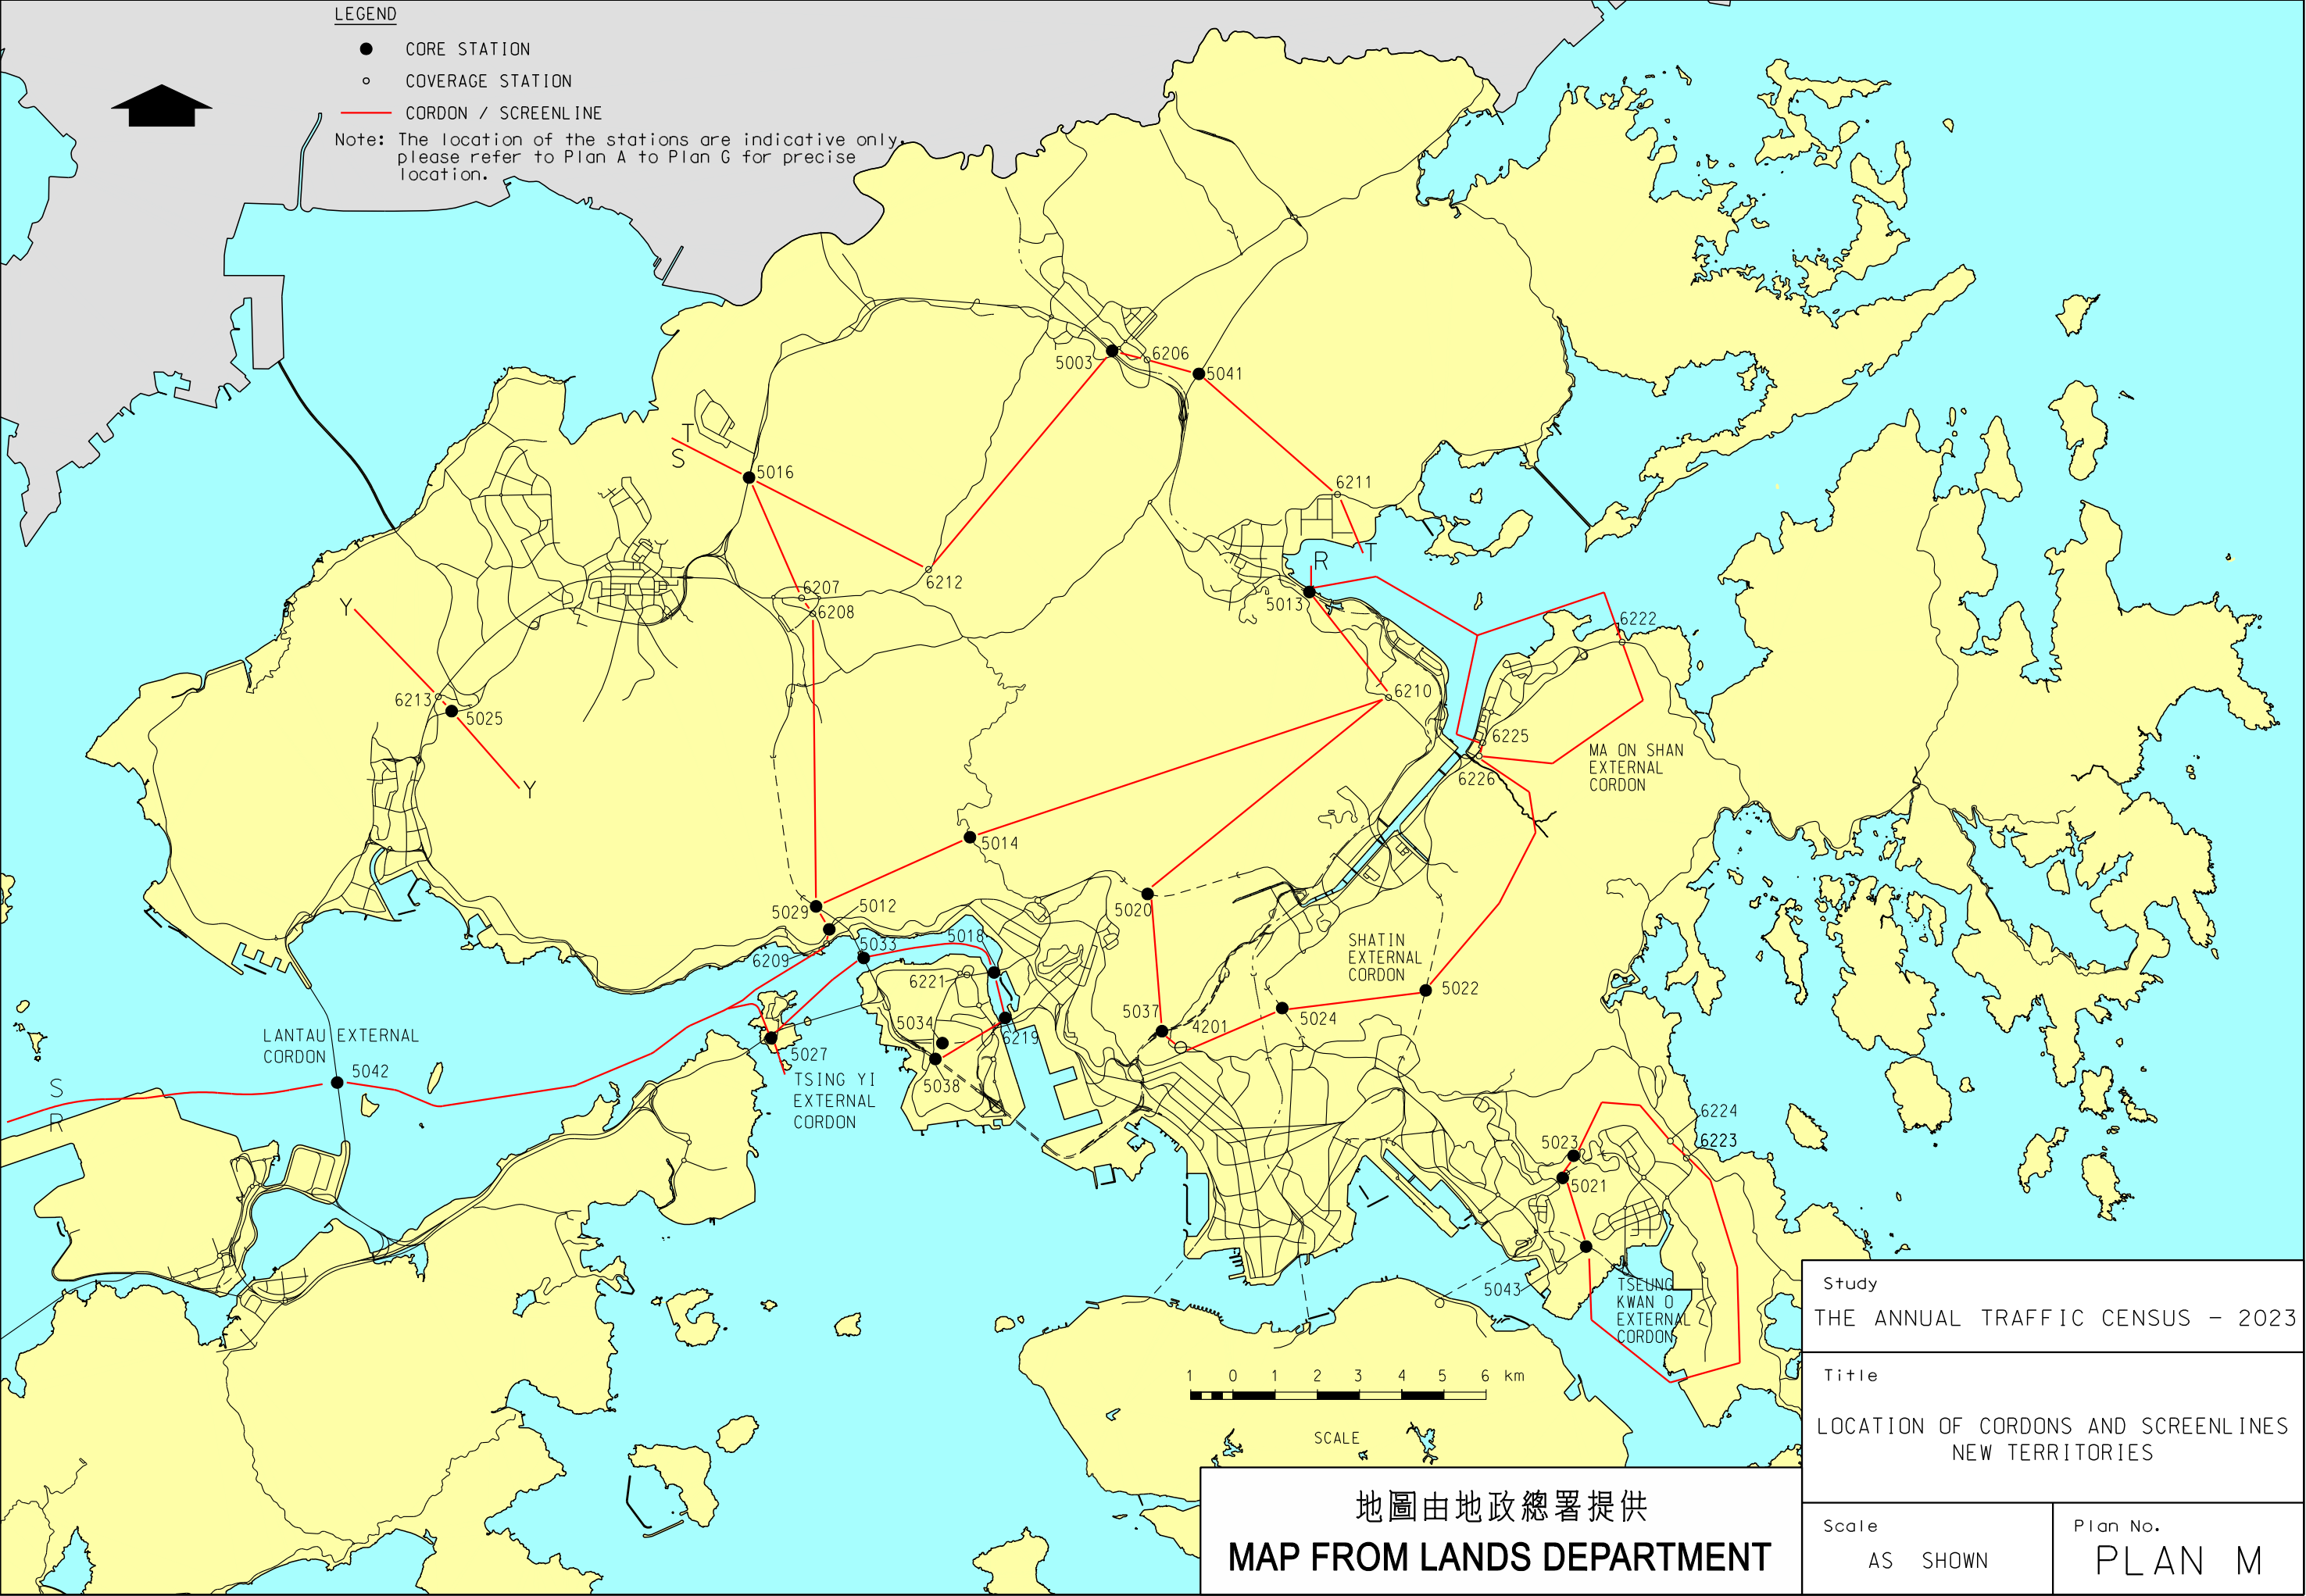 LEGEND
CORE STATION
COVERAGE STATION
CORDON / SCREENLINE
Note: The location of the stations are indicative only,
please refer to Plan A to Plan G for precise
location.
5003
6206
5041
T
S
5016
6211
T
R
6212
6207
6208
5013
Y
6222
6213
5025
6210
6225
6226
MA ON SHAN
EXTERNAL
CORDON
Y
5014
5029
5012
5020
5033
5018
6209
SHATIN
EXTERNAL
CORDON
6221
5022
5034
5037
4201
5024
6219
LANTAU EXTERNAL
CORDON
5027
5038
5042
S
R
TSING YI
EXTERNAL
CORDON
6224
6223
5023
5021
5043
TSEUNG
KWAN O
EXTERNAL
CORDON
1 0 1 2 3 4 5 6 km
SCALE
地圖由地政總署提供
MAP FROM LANDS DEPARTMENT
Study
THE ANNUAL TRAFFIC CENSUS - 2023
Title
LOCATION OF CORDONS AND SCREENLINES
NEW TERRITORIES
Scale
AS SHOWN
Plan No.
PLAN M